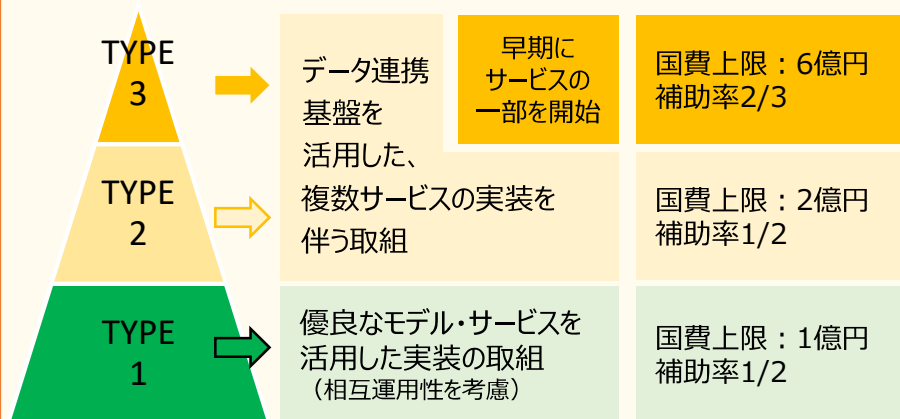 TYPE
3
データ連携
基盤を
活用した、
複数サービスの実装を
伴う取組
早期に
サービスの
一部を開始
国費上限：6億円
補助率2/3
TYPE
2
国費上限：2億円
補助率1/2
TYPE
1
優良なモデル・サービスを
活用した実装の取組
（相互運用性を考慮）
国費上限：1億円
補助率1/2